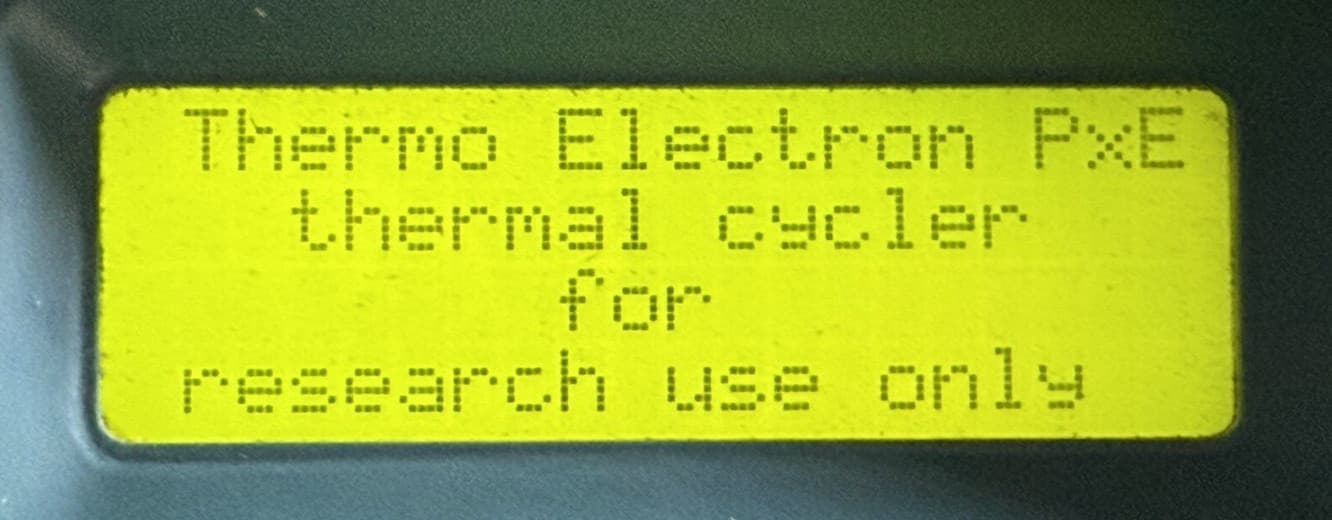 Thermo Electron PxE
thermal cycler
for
research use only